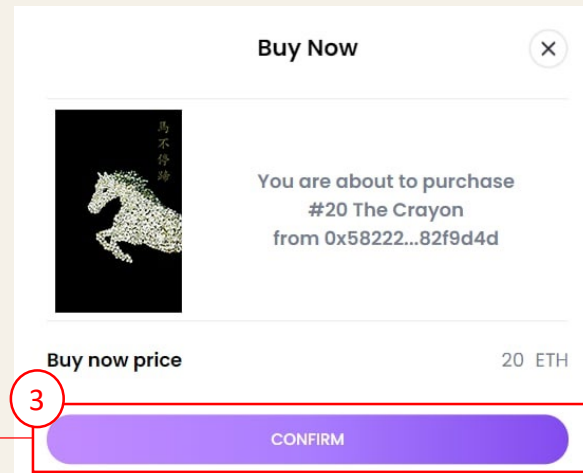 Buy Now
馬不停蹄
You are about to purchase
#20 The Crayon
from 0x58222...82f9d4d
Buy now price
20 ETH
3
CONFIRM